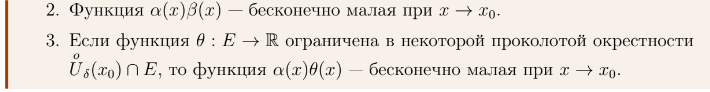 2. Функция α(x)β(x) — бесконечно малая при x → x₀.
3. Если функция θ : E → ℝ ограничена в некоторой проколотой окрестности
Ůδ(x₀) ∩ E, то функция α(x)θ(x) — бесконечно малая при x → x₀.